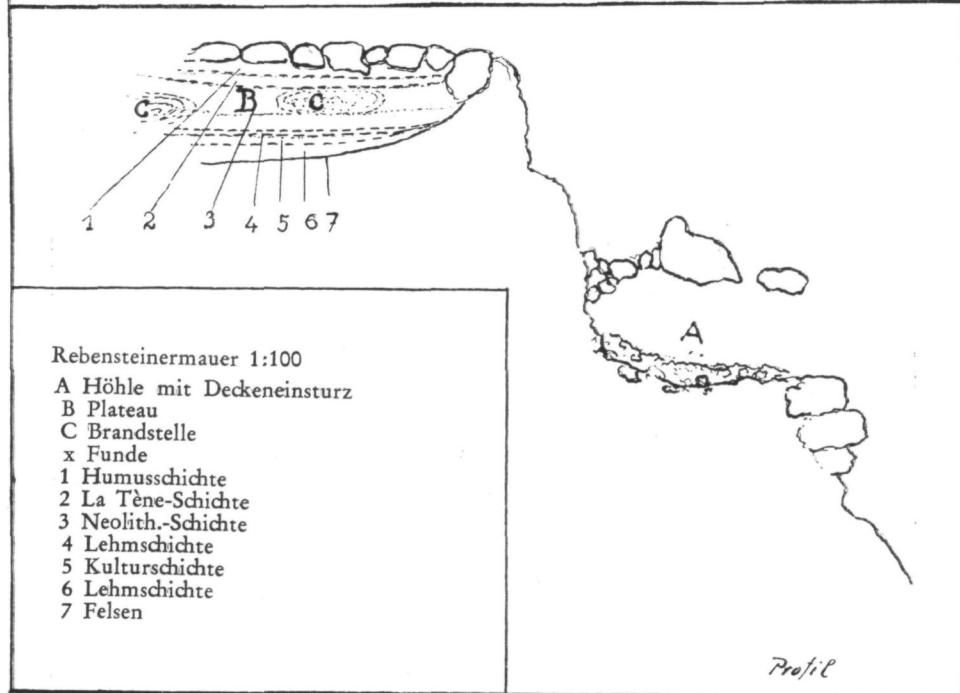 C B C
1 2 3 4 5 6 7
A
Rebensteinermauer 1:100
A Höhle mit Deckeneinsturz
B Plateau
C Brandstelle
x Funde
1 Humusschichte
2 La Tène-Schichte
3 Neolith.-Schichte
4 Lehmschichte
5 Kulturschichte
6 Lehmschichte
7 Felsen
Profil